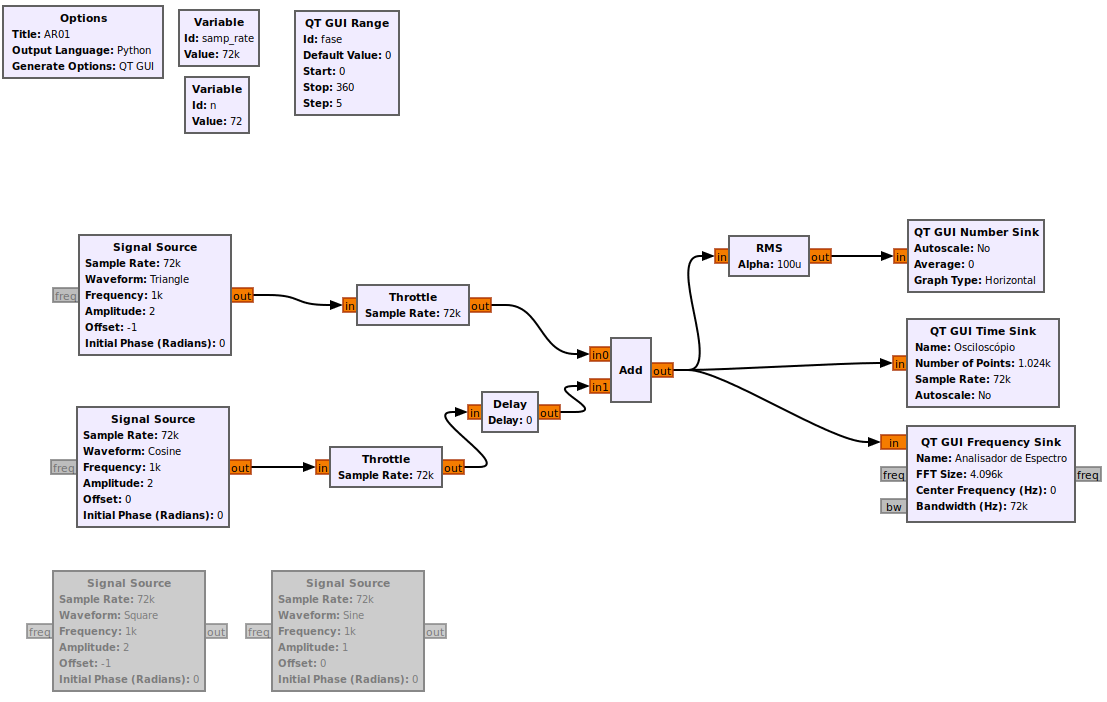 Options
Title: AR01
Output Language: Python
Generate Options: QT GUI
Variable
Id: samp_rate
Value: 72k
Variable
Id: n
Value: 72
QT GUI Range
Id: fase
Default Value: 0
Start: 0
Stop: 360
Step: 5
Signal Source
Sample Rate: 72k
Waveform: Triangle
Frequency: 1k
Amplitude: 2
Offset: -1
Initial Phase (Radians): 0
freq
out
in
Throttle
Sample Rate: 72k
out
Signal Source
Sample Rate: 72k
Waveform: Cosine
Frequency: 1k
Amplitude: 2
Offset: 0
Initial Phase (Radians): 0
freq
out
in
Throttle
Sample Rate: 72k
out
in
Delay
Delay: 0
out
in0
in1
Add
out
in
RMS
Alpha: 100u
out
in
QT GUI Number Sink
Autoscale: No
Average: 0
Graph Type: Horizontal
in
QT GUI Time Sink
Name: Osciloscópio
Number of Points: 1.024k
Sample Rate: 72k
Autoscale: No
in
freq
bw
QT GUI Frequency Sink
Name: Analisador de Espectro
FFT Size: 4.096k
Center Frequency (Hz): 0
Bandwidth (Hz): 72k
freq
Signal Source
Sample Rate: 72k
Waveform: Square
Frequency: 1k
Amplitude: 2
Offset: -1
Initial Phase (Radians): 0
freq
out
Signal Source
Sample Rate: 72k
Waveform: Sine
Frequency: 1k
Amplitude: 1
Offset: 0
Initial Phase (Radians): 0
freq
out